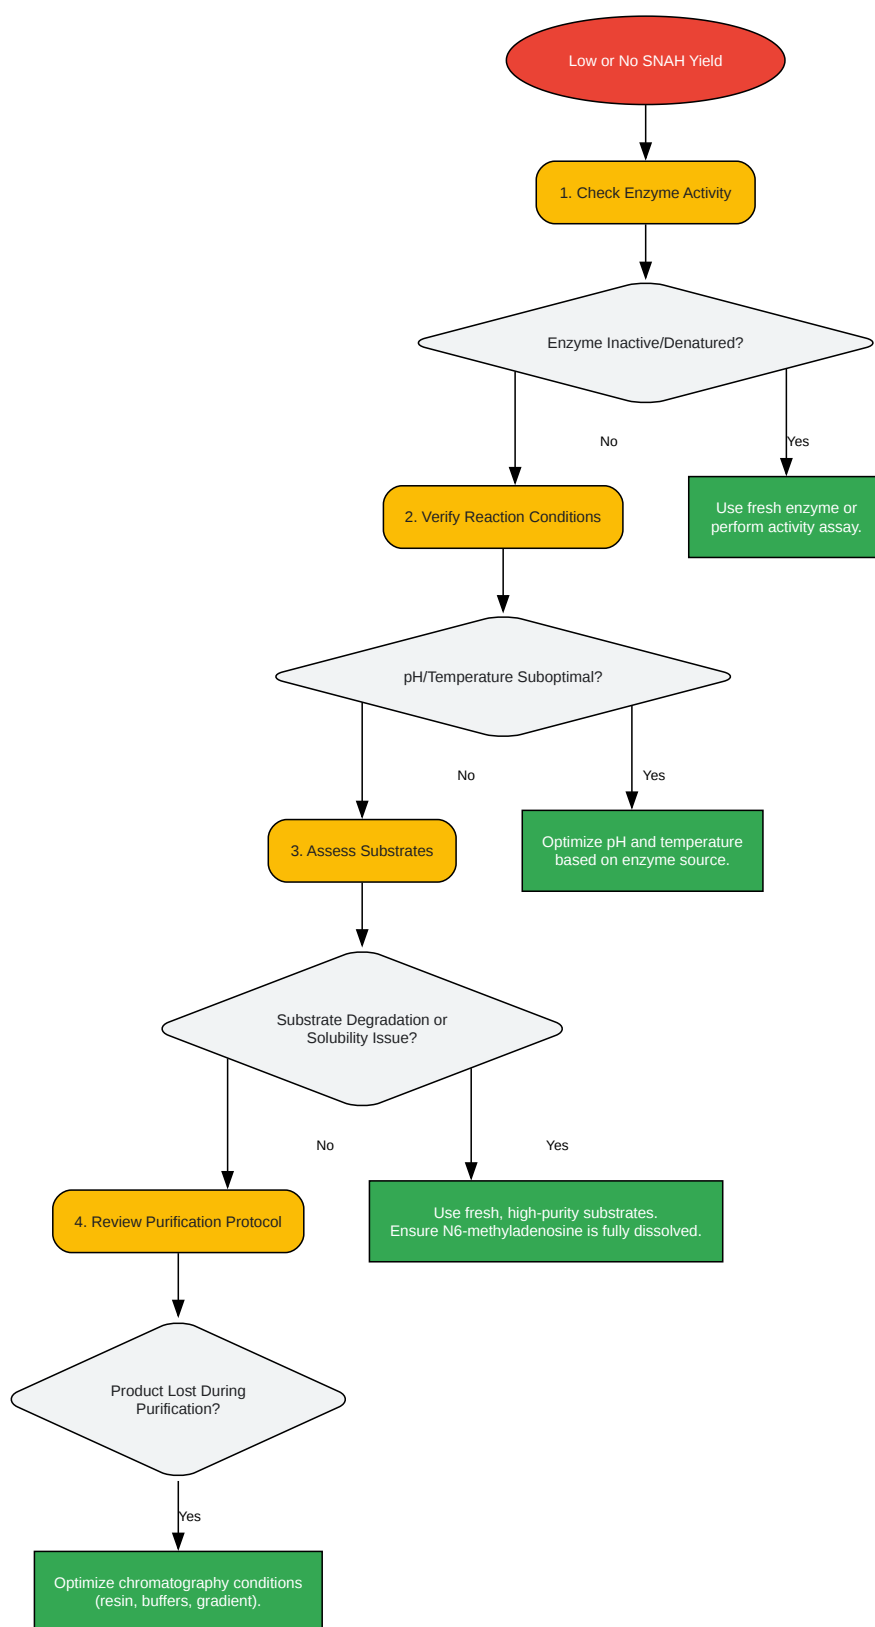 Low or No SNAH Yield
1. Check Enzyme Activity
Enzyme Inactive/Denatured?
No
Yes
2. Verify Reaction Conditions
Use fresh enzyme or
perform activity assay.
pH/Temperature Suboptimal?
No
Yes
3. Assess Substrates
Optimize pH and temperature
based on enzyme source.
Substrate Degradation or
Solubility Issue?
No
Yes
4. Review Purification Protocol
Use fresh, high-purity substrates.
Ensure N6-methyladenosine is fully dissolved.
Product Lost During
Purification?
Yes
Optimize chromatography conditions
(resin, buffers, gradient).